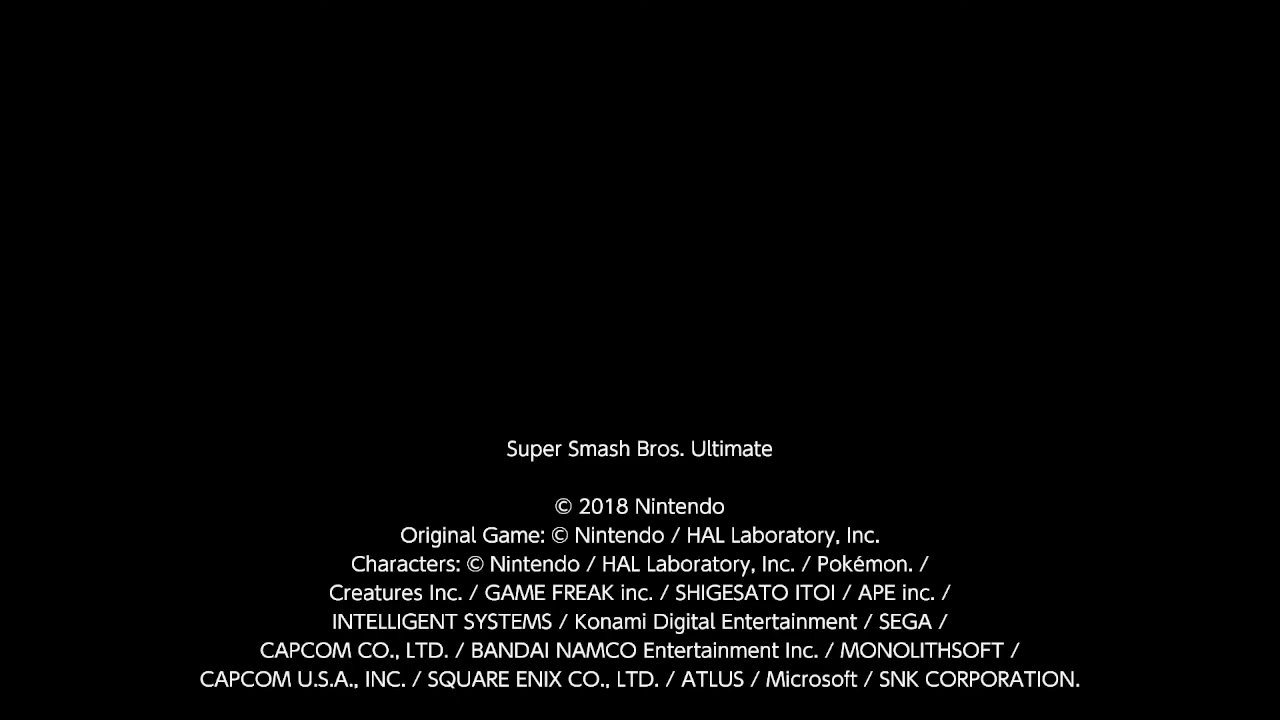 Super Smash Bros. Ultimate
© 2018 Nintendo
Original Game: © Nintendo / HAL Laboratory, Inc.
Characters: © Nintendo / HAL Laboratory, Inc. / Pokémon. /
Creatures Inc. / GAME FREAK inc. / SHIGESATO ITOI / APE inc. /
INTELLIGENT SYSTEMS / Konami Digital Entertainment / SEGA /
CAPCOM CO., LTD. / BANDAI NAMCO Entertainment Inc. / MONOLITHSOFT /
CAPCOM U.S.A., INC. / SQUARE ENIX CO., LTD. / ATLUS / Microsoft / SNK CORPORATION.